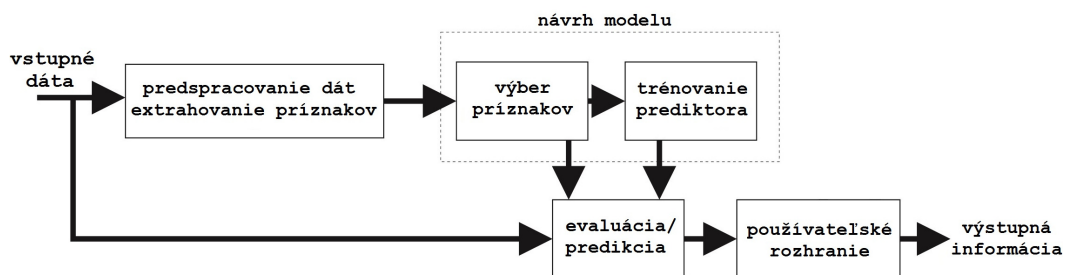 návrh modelu
vstupné
dáta
predspracovanie dát
extrahovanie príznakov
výber
príznakov
trénovanie
prediktora
evaluácia/
predikcia
používateľské
rozhranie
výstupná
informácia